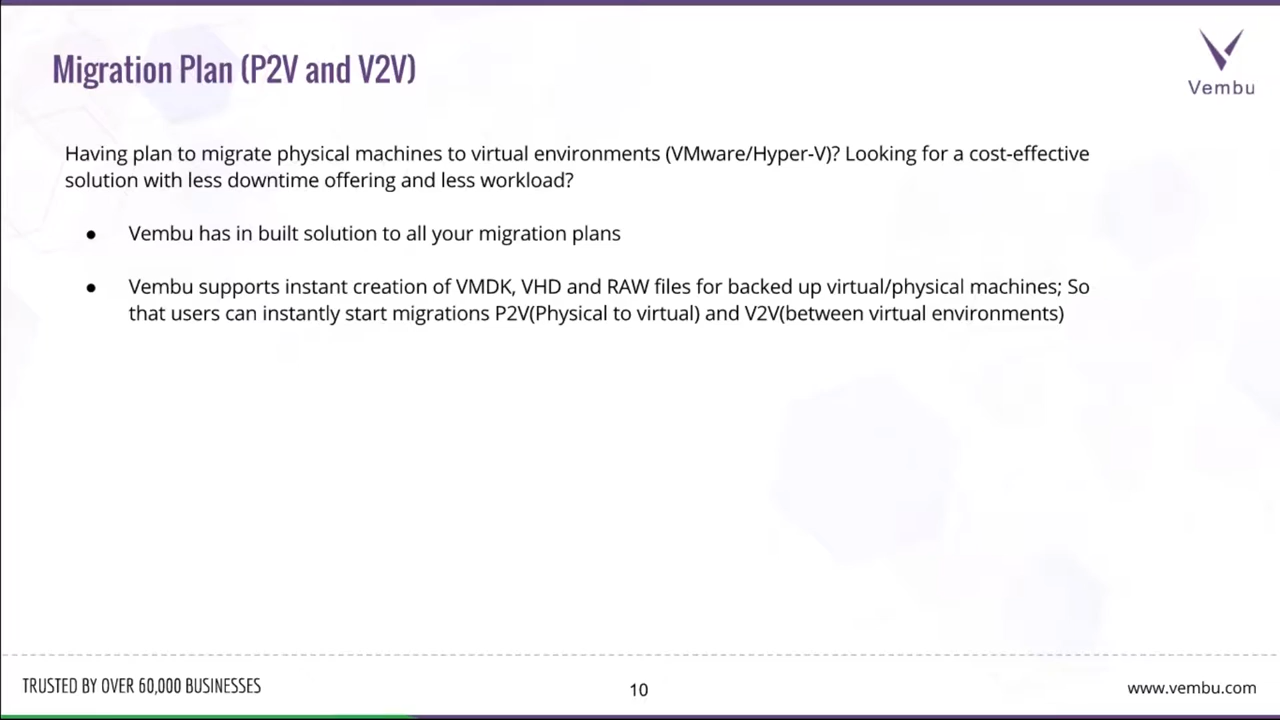 Migration Plan (P2V and V2V)
Vembu
Having plan to migrate physical machines to virtual environments (VMware/Hyper-V)? Looking for a cost-effective
solution with less downtime offering and less workload?
● Vembu has in built solution to all your migration plans
● Vembu supports instant creation of VMDK, VHD and RAW files for backed up virtual/physical machines; So
that users can instantly start migrations P2V(Physical to virtual) and V2V(between virtual environments)
TRUSTED BY OVER 60,000 BUSINESSES
10
www.vembu.com